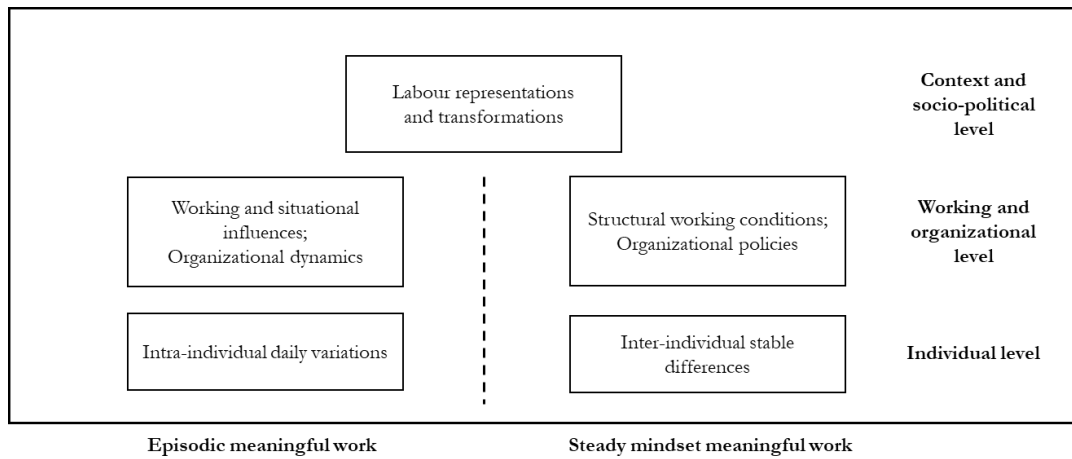 Labour representations
and transformations
Context and
socio-political
level
Working and situational
influences;
Organizational dynamics
Structural working conditions;
Organizational policies
Working and
organizational
level
Intra-individual daily variations
Inter-individual stable
differences
Individual level
Episodic meaningful work
Steady mindset meaningful work